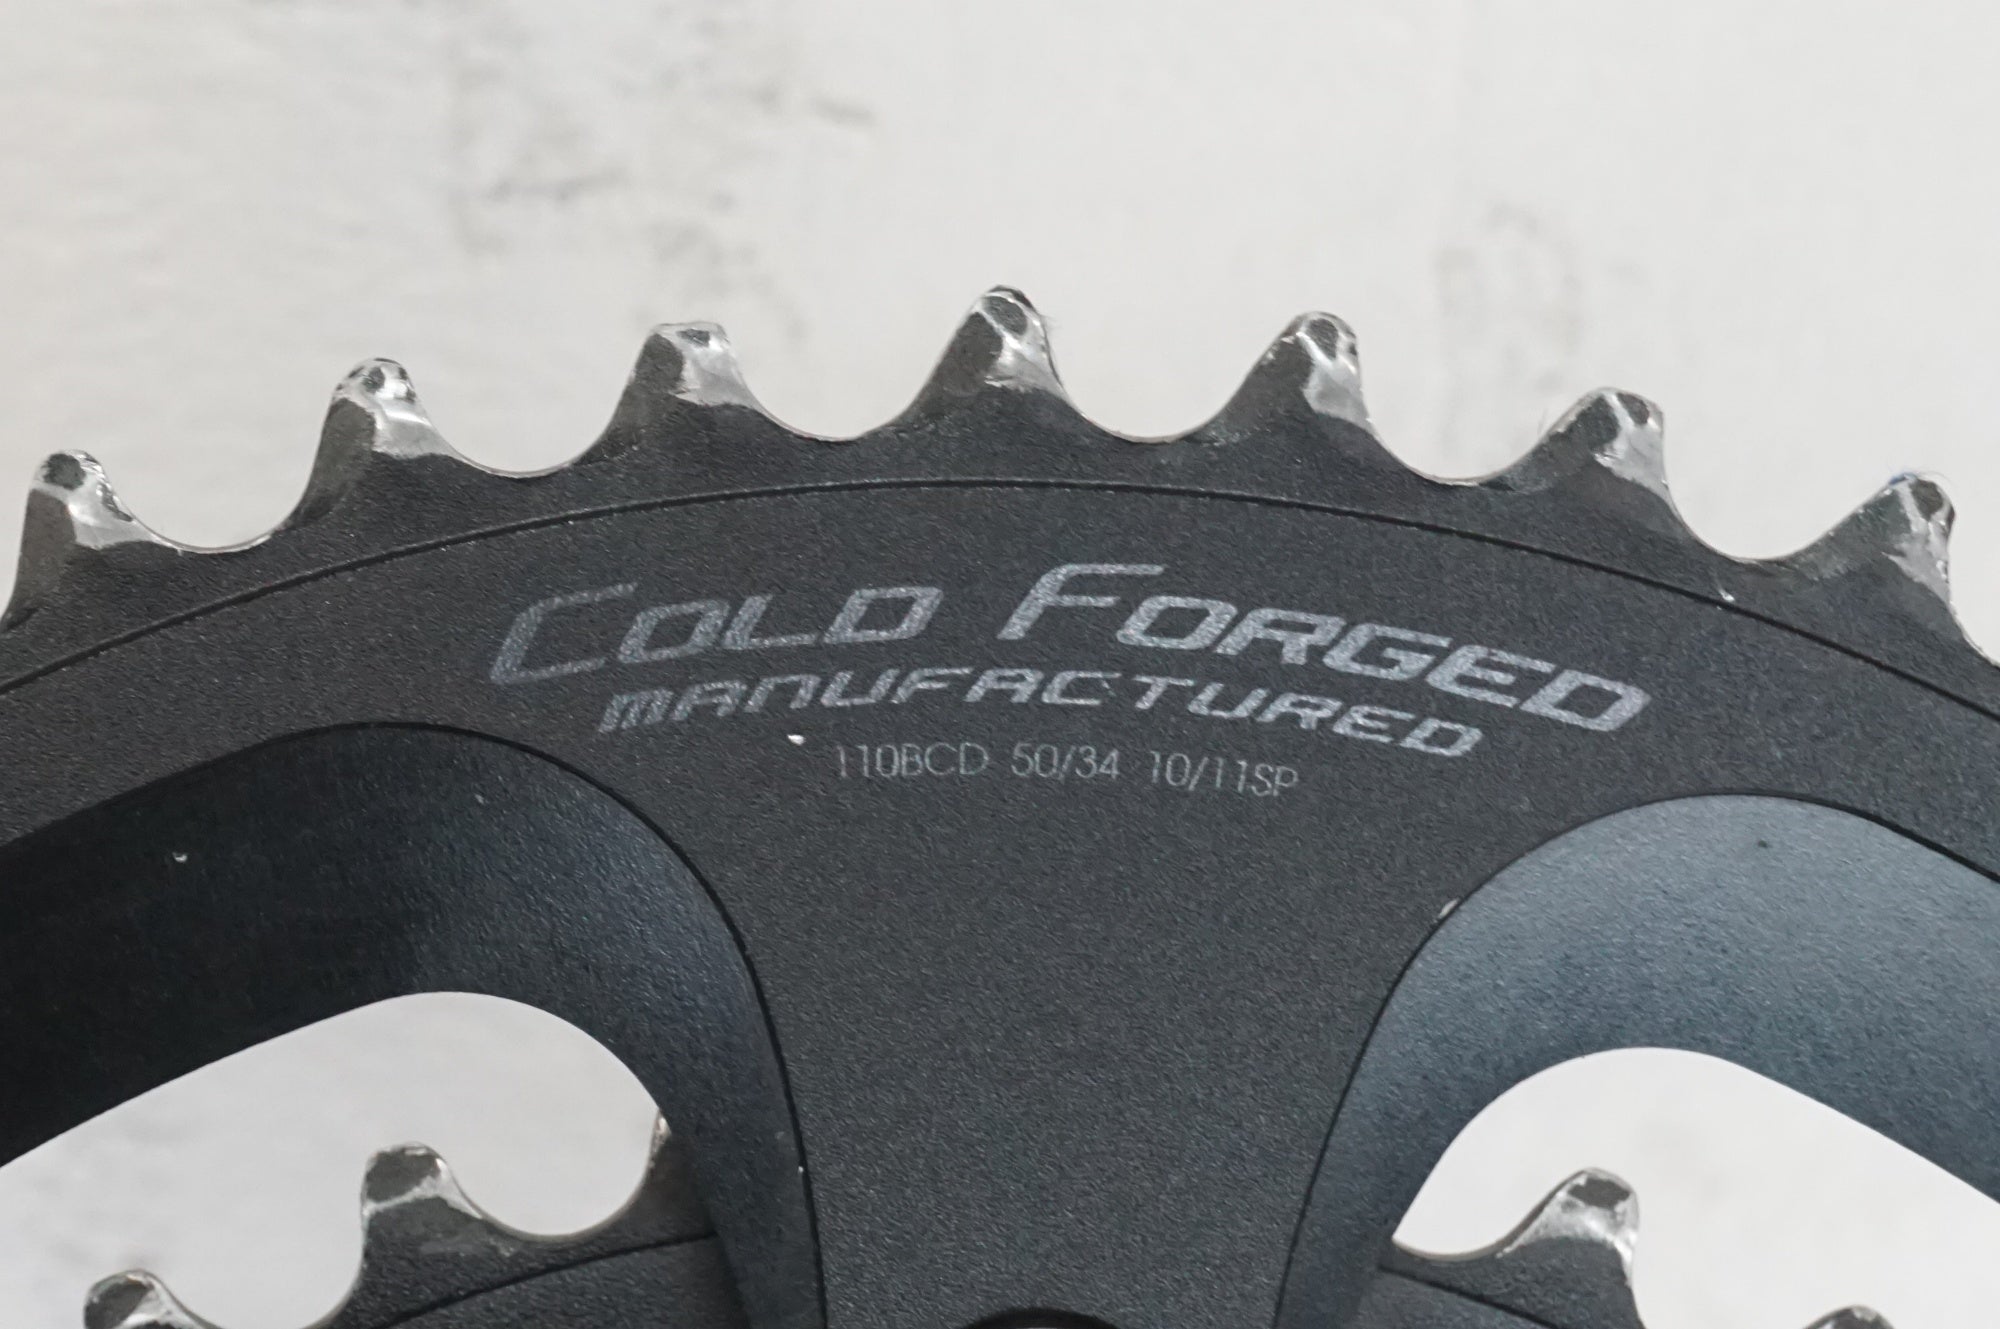 COLD FORGED
MANUFACTURED
110BCD 50/34 10/11SP